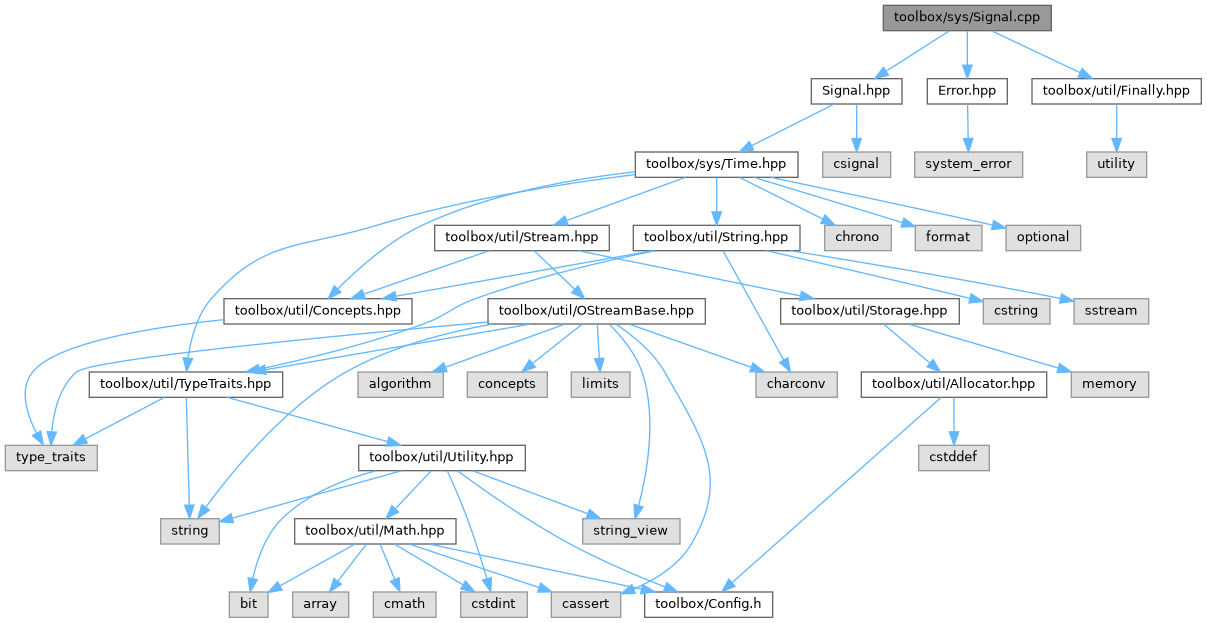 toolbox/sys/Signal.cpp
Signal.hpp
Error.hpp
toolbox/util/Finally.hpp
toolbox/sys/Time.hpp
csignal
system_error
utility
toolbox/util/Stream.hpp
toolbox/util/String.hpp
chrono
format
optional
toolbox/util/Concepts.hpp
toolbox/util/OStreamBase.hpp
toolbox/util/Storage.hpp
cstring
sstream
toolbox/util/TypeTraits.hpp
algorithm
concepts
limits
charconv
toolbox/util/Allocator.hpp
memory
type_traits
toolbox/util/Utility.hpp
cstddef
string
toolbox/util/Math.hpp
string_view
bit
array
cmath
cstdint
cassert
toolbox/Config.h